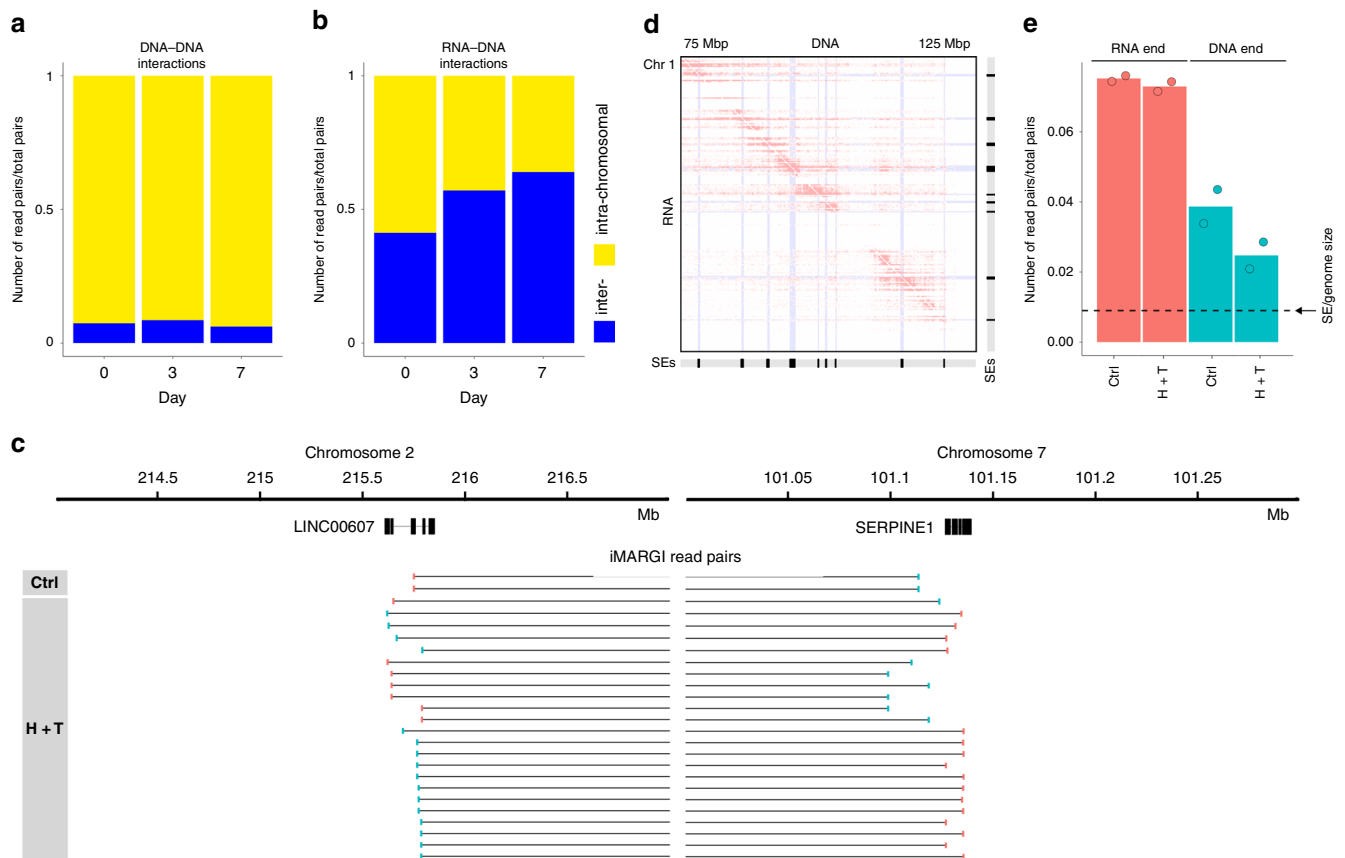 a
DNA–DNA
interactions
Number of read pairs/total pairs
1
0.5
0
0
3
7
Day
b
RNA–DNA
interactions
Number of read pairs/total pairs
1
0.5
0
0
3
7
Day
inter-
intra-chromosomal
d
75 Mbp
DNA
125 Mbp
Chr 1
RNA
SEs
SEs
e
RNA end
DNA end
Number of read pairs/total pairs
0.06
0.04
0.02
0.00
Ctrl
H + T
Ctrl
H + T
SE/genome size
c
Chromosome 2
Chromosome 7
214.5
215
215.5
216
216.5
101.05
101.1
101.15
101.2
101.25
Mb
Mb
LINC00607
SERPINE1
iMARGI read pairs
Ctrl
H + T